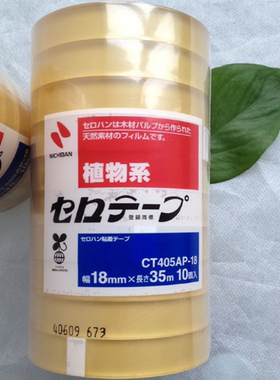 NICHIBAN
セロハンは木材パルプから作られた
天然素材のフィルムです。
植物系
セロテープ
登録商標
セロハン粘着テープ
CT405AP-18
幅18mm×長さ35m 10個入
40609 673